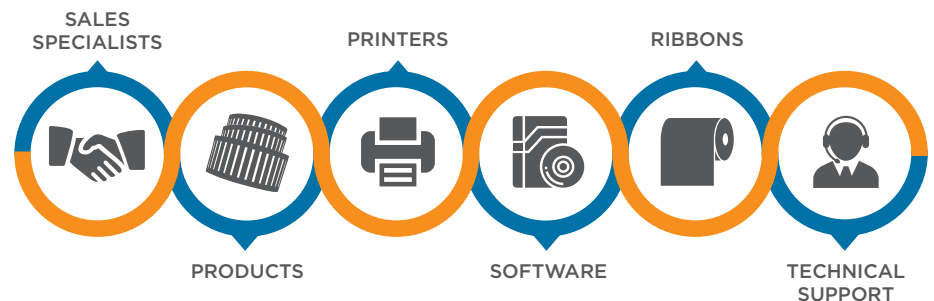 SALES
SPECIALISTS
PRINTERS
RIBBONS
PRODUCTS
SOFTWARE
TECHNICAL
SUPPORT